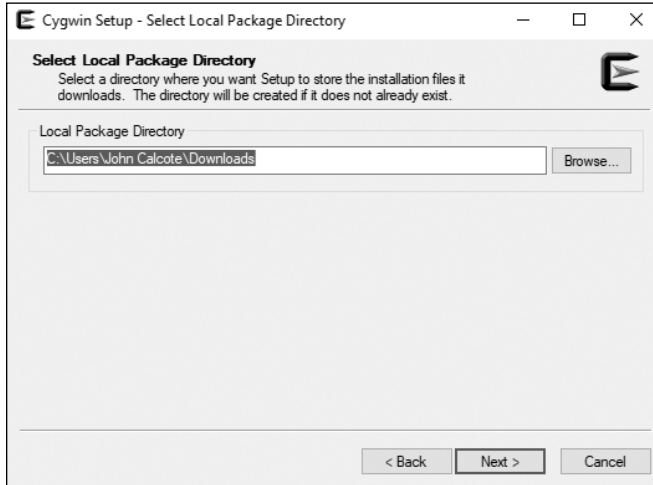 Cygwin Setup - Select Local Package Directory
Select Local Package Directory
Select a directory where you want Setup to store the installation files it
downloads. The directory will be created if it does not already exist.
Local Package Directory
C:\Users\John Calcote\Downloads
Browse...
< Back
Next >
Cancel